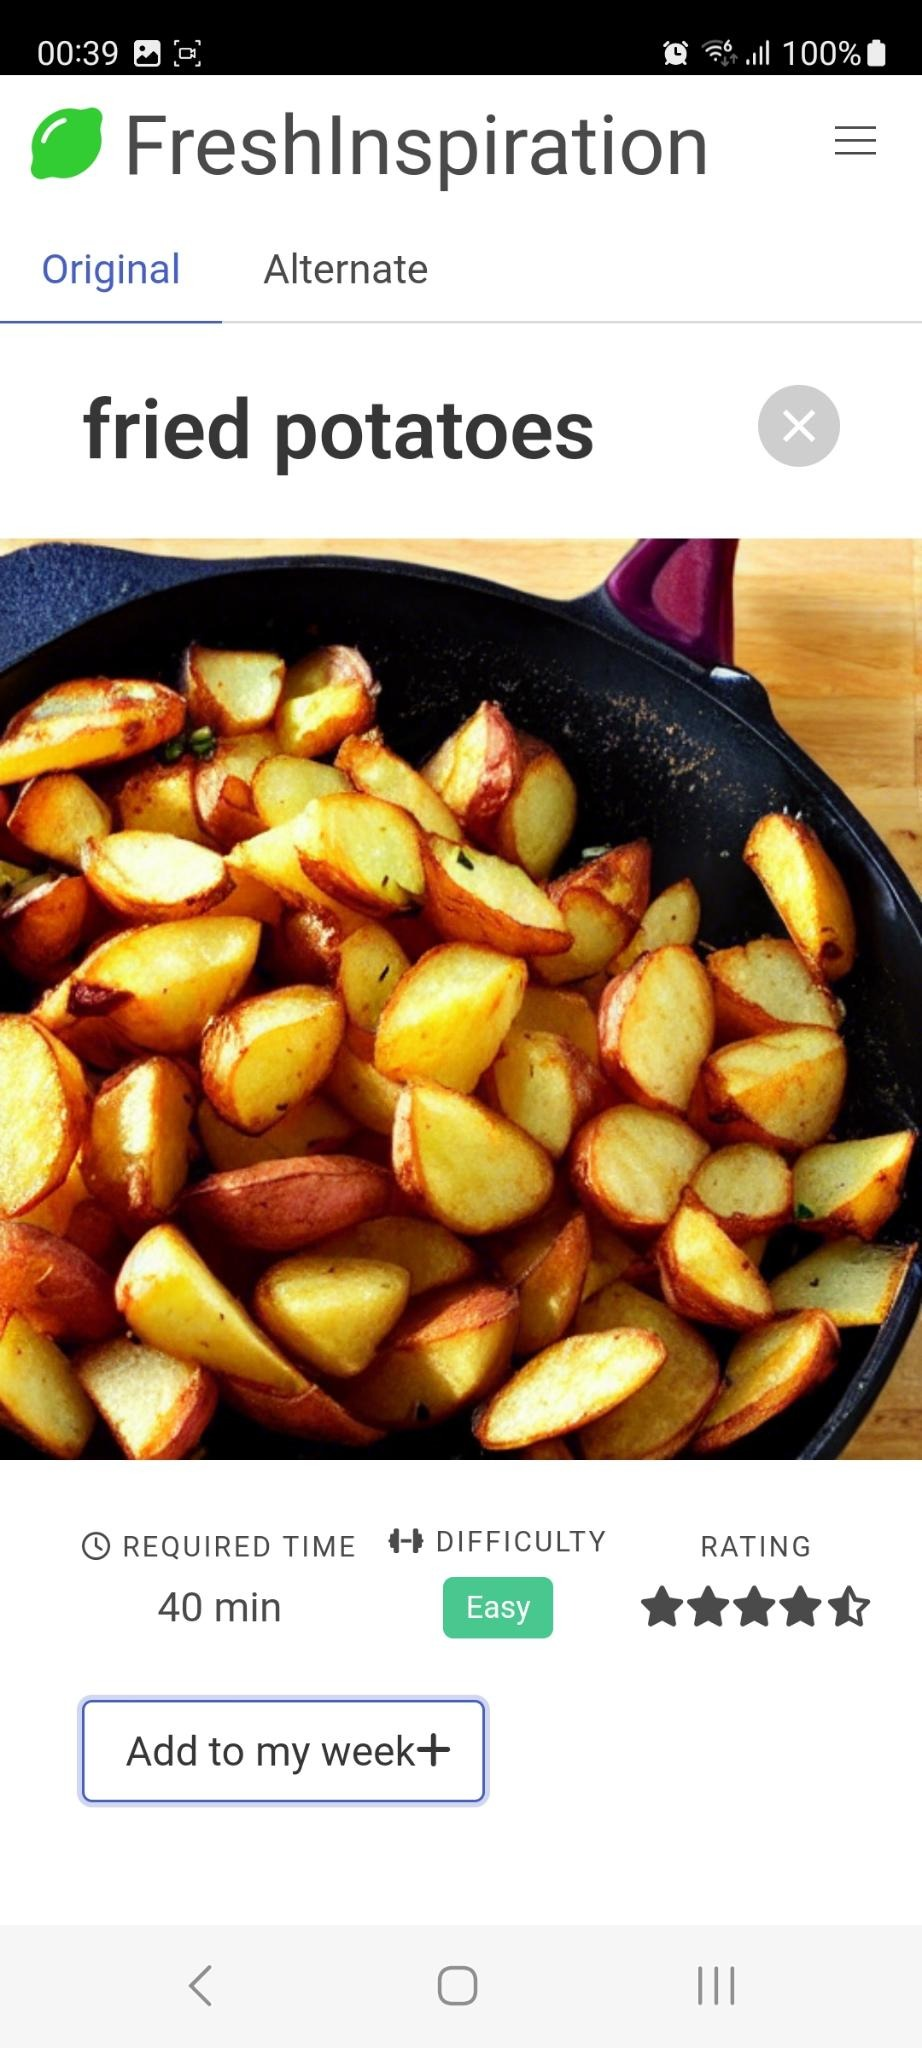 00:39 100%
FreshInspiration
Original Alternate
fried potatoes
REQUIRED TIME DIFFICULTY RATING
40 min Easy
Add to my week+